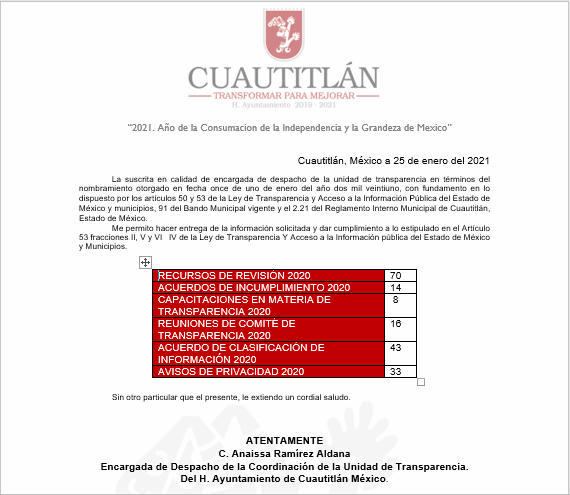 CUAUTITLÁN
TRANSFORMAR PARA MEJORAR
H. Ayuntamiento 2019 - 2021
“2021. Año de la Consumacion de la Independencia y la Grandeza de Mexico”
Cuautitlán, México a 25 de enero del 2021
La suscrita en calidad de encargada de despacho de la unidad de transparencia en términos del
nombramiento otorgado en fecha once de uno de enero del año dos mil veintiuno, con fundamento en lo
dispuesto por los artículos 50 y 53 de la Ley de Transparencia y Acceso a la Información Pública del Estado de
México y municipios, 91 del Bando Municipal vigente y el 2.21 del Reglamento Interno Municipal de Cuautitlán,
Estado de México.
Me permito hacer entrega de la información solicitada y dar cumplimiento a lo estipulado en el Artículo
53 fracciones II, V y VI IV de la Ley de Transparencia Y Acceso a la Información pública del Estado de México
y Municipios.
RECURSOS DE REVISIÓN 2020 70
ACUERDOS DE INCUMPLIMIENTO 2020 14
CAPACITACIONES EN MATERIA DE 8
TRANSPARENCIA 2020
REUNIONES DE COMITÉ DE 16
TRANSPARENCIA 2020
ACUERDO DE CLASIFICACIÓN DE 43
INFORMACIÓN 2020
AVISOS DE PRIVACIDAD 2020 33
Sin otro particular que el presente, le extiendo un cordial saludo.
ATENTAMENTE
C. Anaissa Ramírez Aldana
Encargada de Despacho de la Coordinación de la Unidad de Transparencia.
Del H. Ayuntamiento de Cuautitlán México.